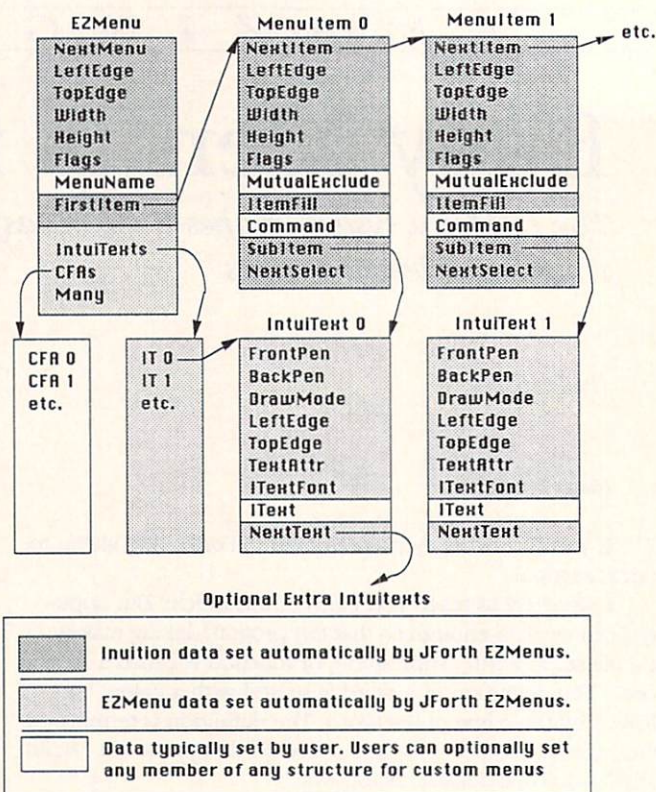 EZMenu
NextMenu
LeftEdge
TopEdge
Width
Height
Flags
MenuName
FirstItem
IntuiTexts
CFAs
Many
MenuItem 0
NextItem
LeftEdge
TopEdge
Width
Height
Flags
MutualExclude
ItemFill
Command
SubItem
NextSelect
MenuItem 1
NextItem
LeftEdge
TopEdge
Width
Height
Flags
MutualExclude
ItemFill
Command
SubItem
NextSelect
etc.
CFA 0
CFA 1
etc.
IT 0
IT 1
etc.
IntuiText 0
FrontPen
BackPen
DrawMode
LeftEdge
TopEdge
TextAttr
ITextFont
IText
NextText
IntuiText 1
FrontPen
BackPen
DrawMode
LeftEdge
TopEdge
TextAttr
ITextFont
IText
NextText
Optional Extra Intuitexts
Inuition data set automatically by JForth EZMenus.
EZMenu data set automatically by JForth EZMenus.
Data typically set by user. Users can optionally set
any member of any structure for custom menus